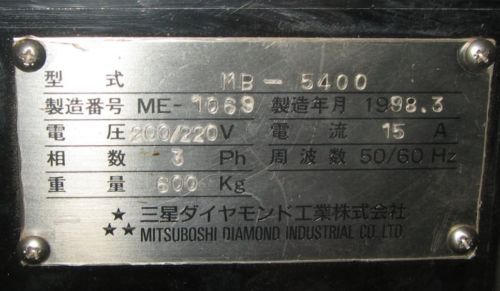 型式 MB-5400
製造番号 ME-1069 製造年月 1998.3
電圧 200/220V 電流 15 A
相数 3 Ph 周波数 50/60 Hz
重量 600 Kg
三星ダイヤモンド工業株式会社
MITSUBOSHI DIAMOND INDUSTRIAL CO.,LTD.